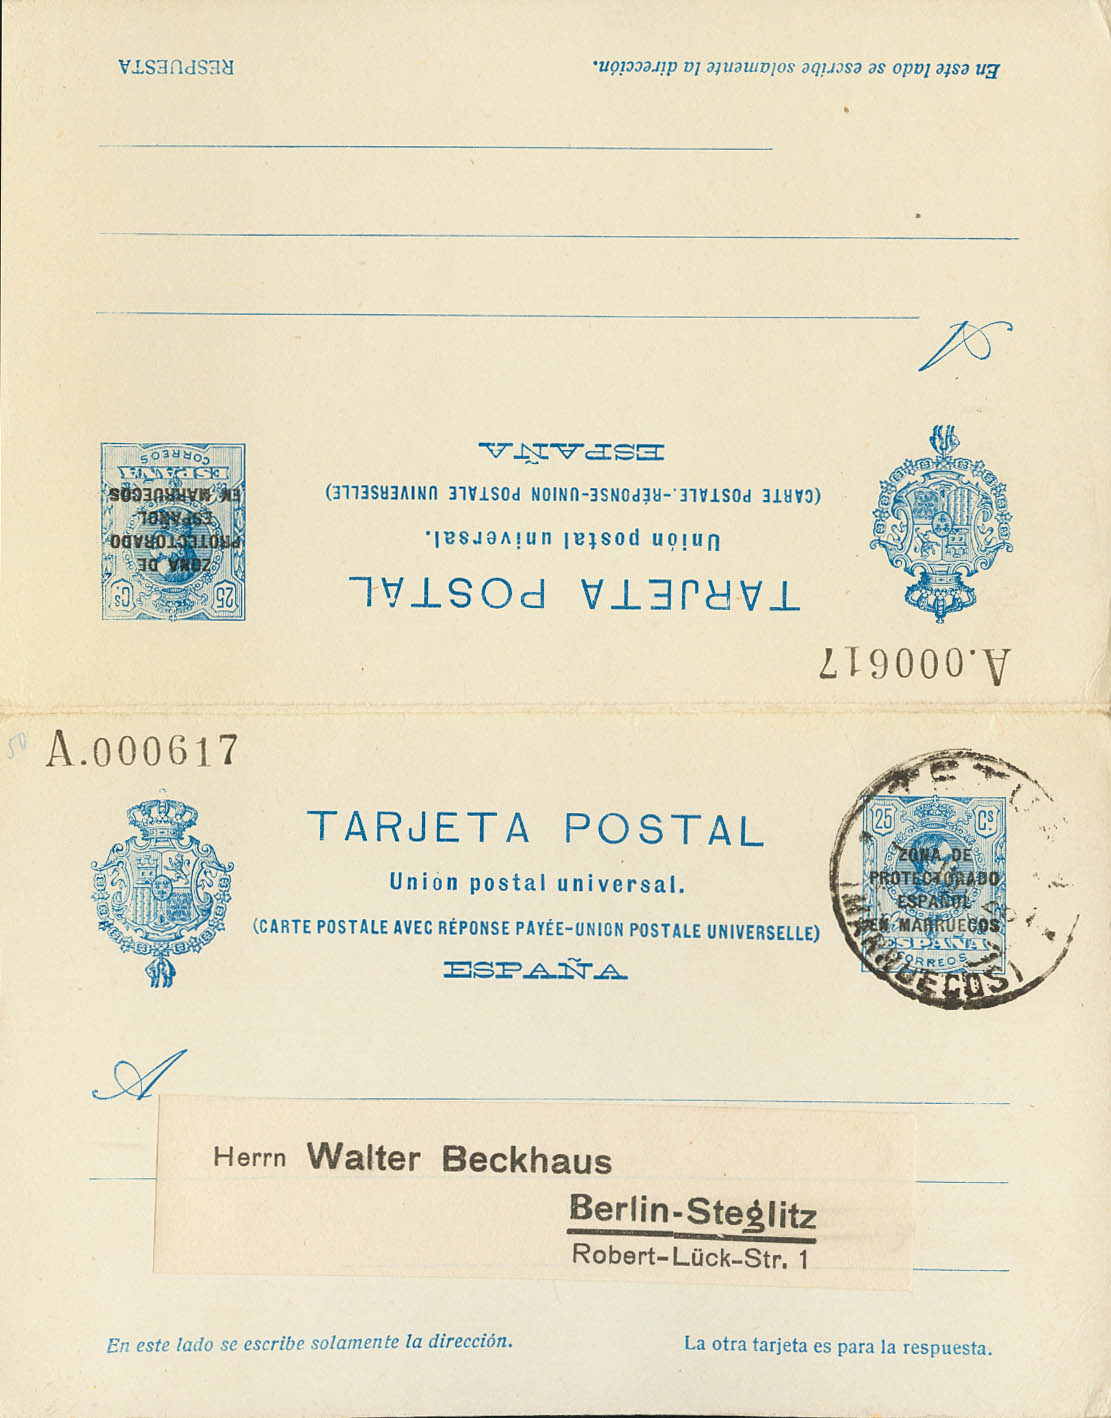 RESPUESTA
En este lado se escribe solamente la dirección.
A
ESPAÑA
(CARTE POSTALE.-RÉPONSE-UNION POSTALE UNIVERSELLE)
Unión postal universal.
TARJETA POSTAL
25 Cs.
ZONA DE
PROTECTORADO
ESPAÑOL
EN MARRUECOS
ESPAÑA
CORREOS
A.000617
50
A.000617
TARJETA POSTAL
Unión postal universal.
(CARTE POSTALE AVEC RÉPONSE PAYÉE-UNION POSTALE UNIVERSELLE)
ESPAÑA
25 Cs.
ZONA DE
PROTECTORADO
ESPAÑOL
EN MARRUECOS
ESPAÑA
CORREOS
(MARRUECOS)
A
Herrn Walter Beckhaus
Berlin-Steglitz
Robert-Lück-Str. 1
En este lado se escribe solamente la dirección.
La otra tarjeta es para la respuesta.